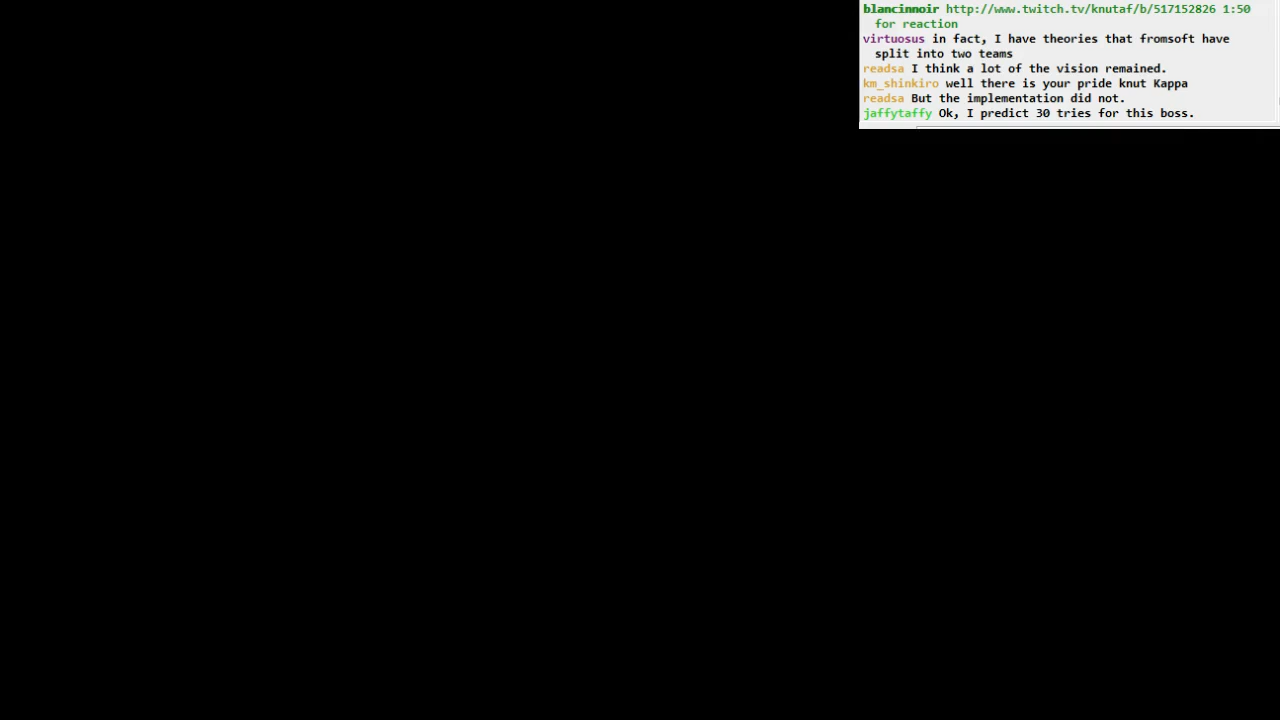 blancinnoir http://www.twitch.tv/knutaf/b/517152826 1:50
for reaction
virtuosus in fact, I have theories that fromsoft have
split into two teams
readsa I think a lot of the vision remained.
km_shinkiro well there is your pride knut Kappa
readsa But the implementation did not.
jaffytaffy Ok, I predict 30 tries for this boss.